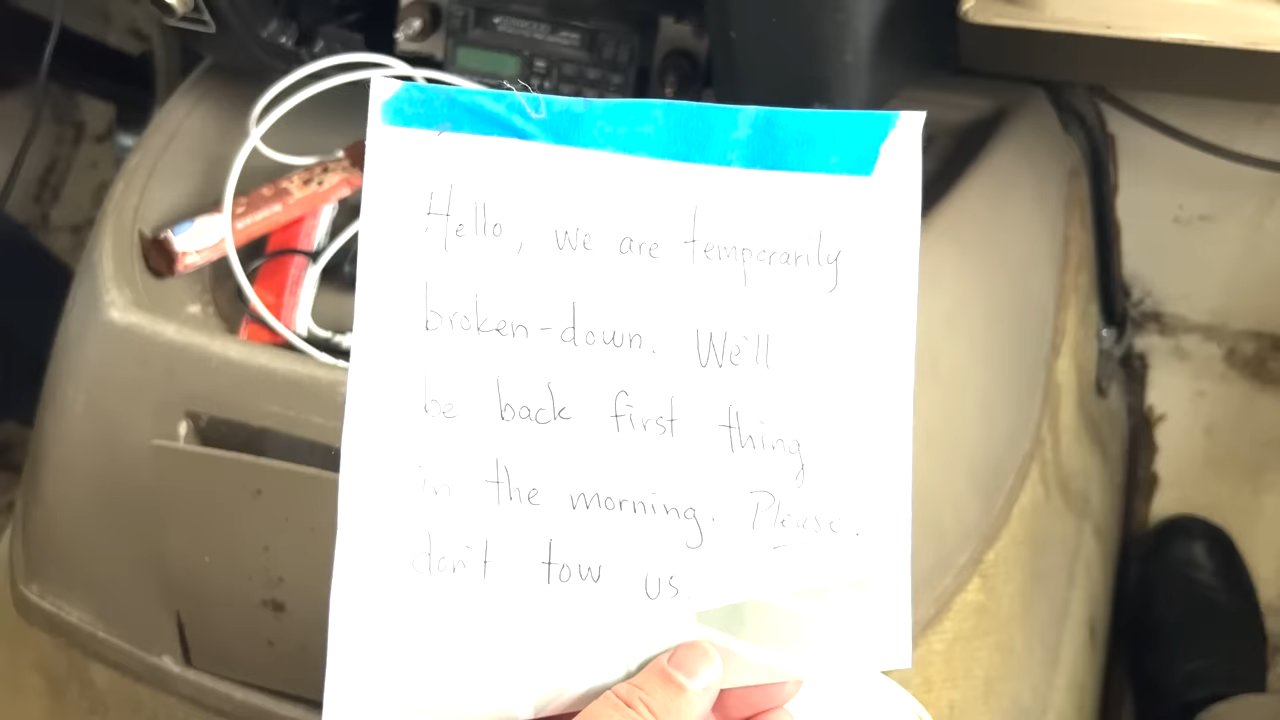 Hello, we are temporarily
broken-down. We'll
be back first thing
in the morning. Please.
don't tow us.